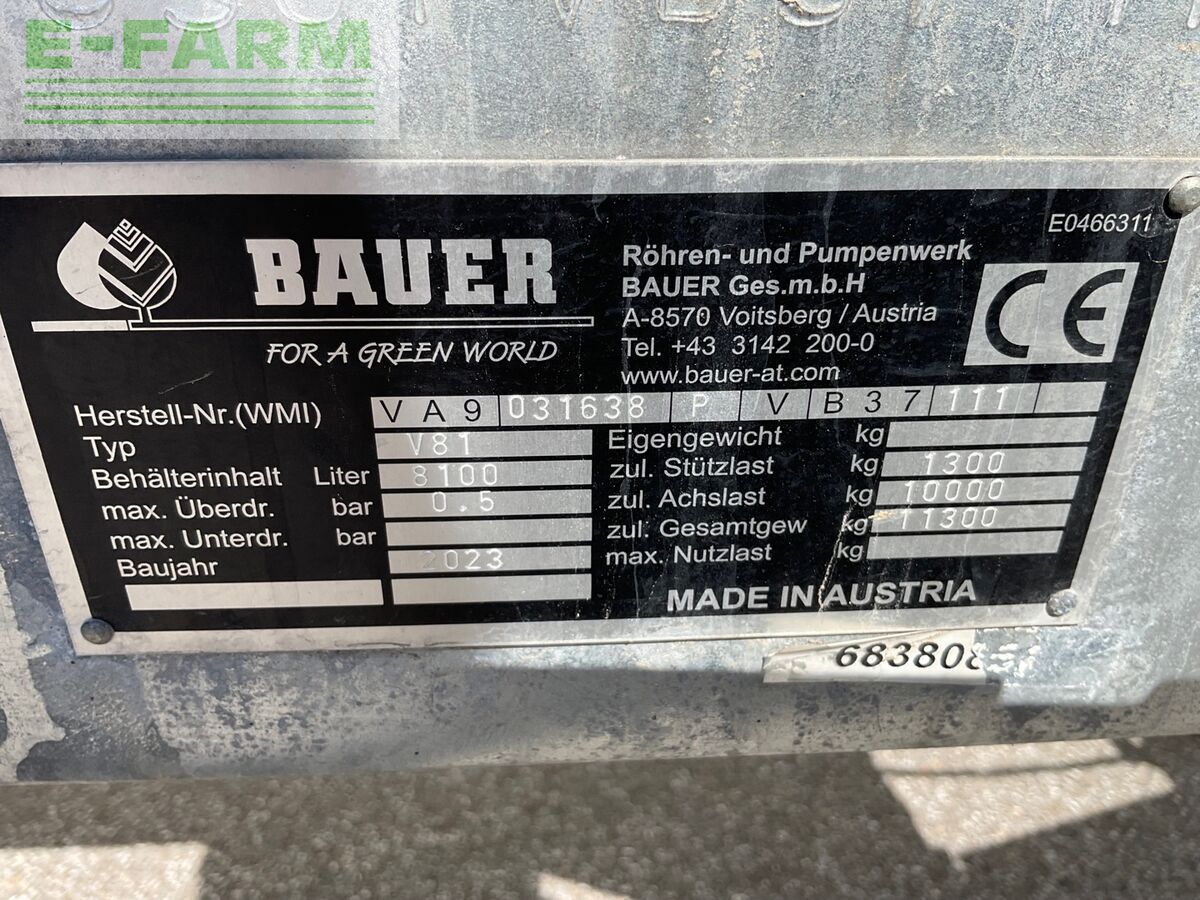 E-FARM
BAUER
FOR A GREEN WORLD
Röhren- und Pumpenwerk
BAUER Ges.m.b.H
A-8570 Voitsberg / Austria
Tel. +43 3142 200-0
www.bauer-at.com
E0466311
CE
Herstell-Nr.(WMI) VA9 031638 P V B37 111
Typ V81
Behälterinhalt Liter 8100
max. Überdr. bar 0.5
max. Unterdr. bar
Baujahr 2023
Eigengewicht kg
zul. Stützlast kg 1300
zul. Achslast kg 10000
zul. Gesamtgew kg 11300
max. Nutzlast kg
MADE IN AUSTRIA